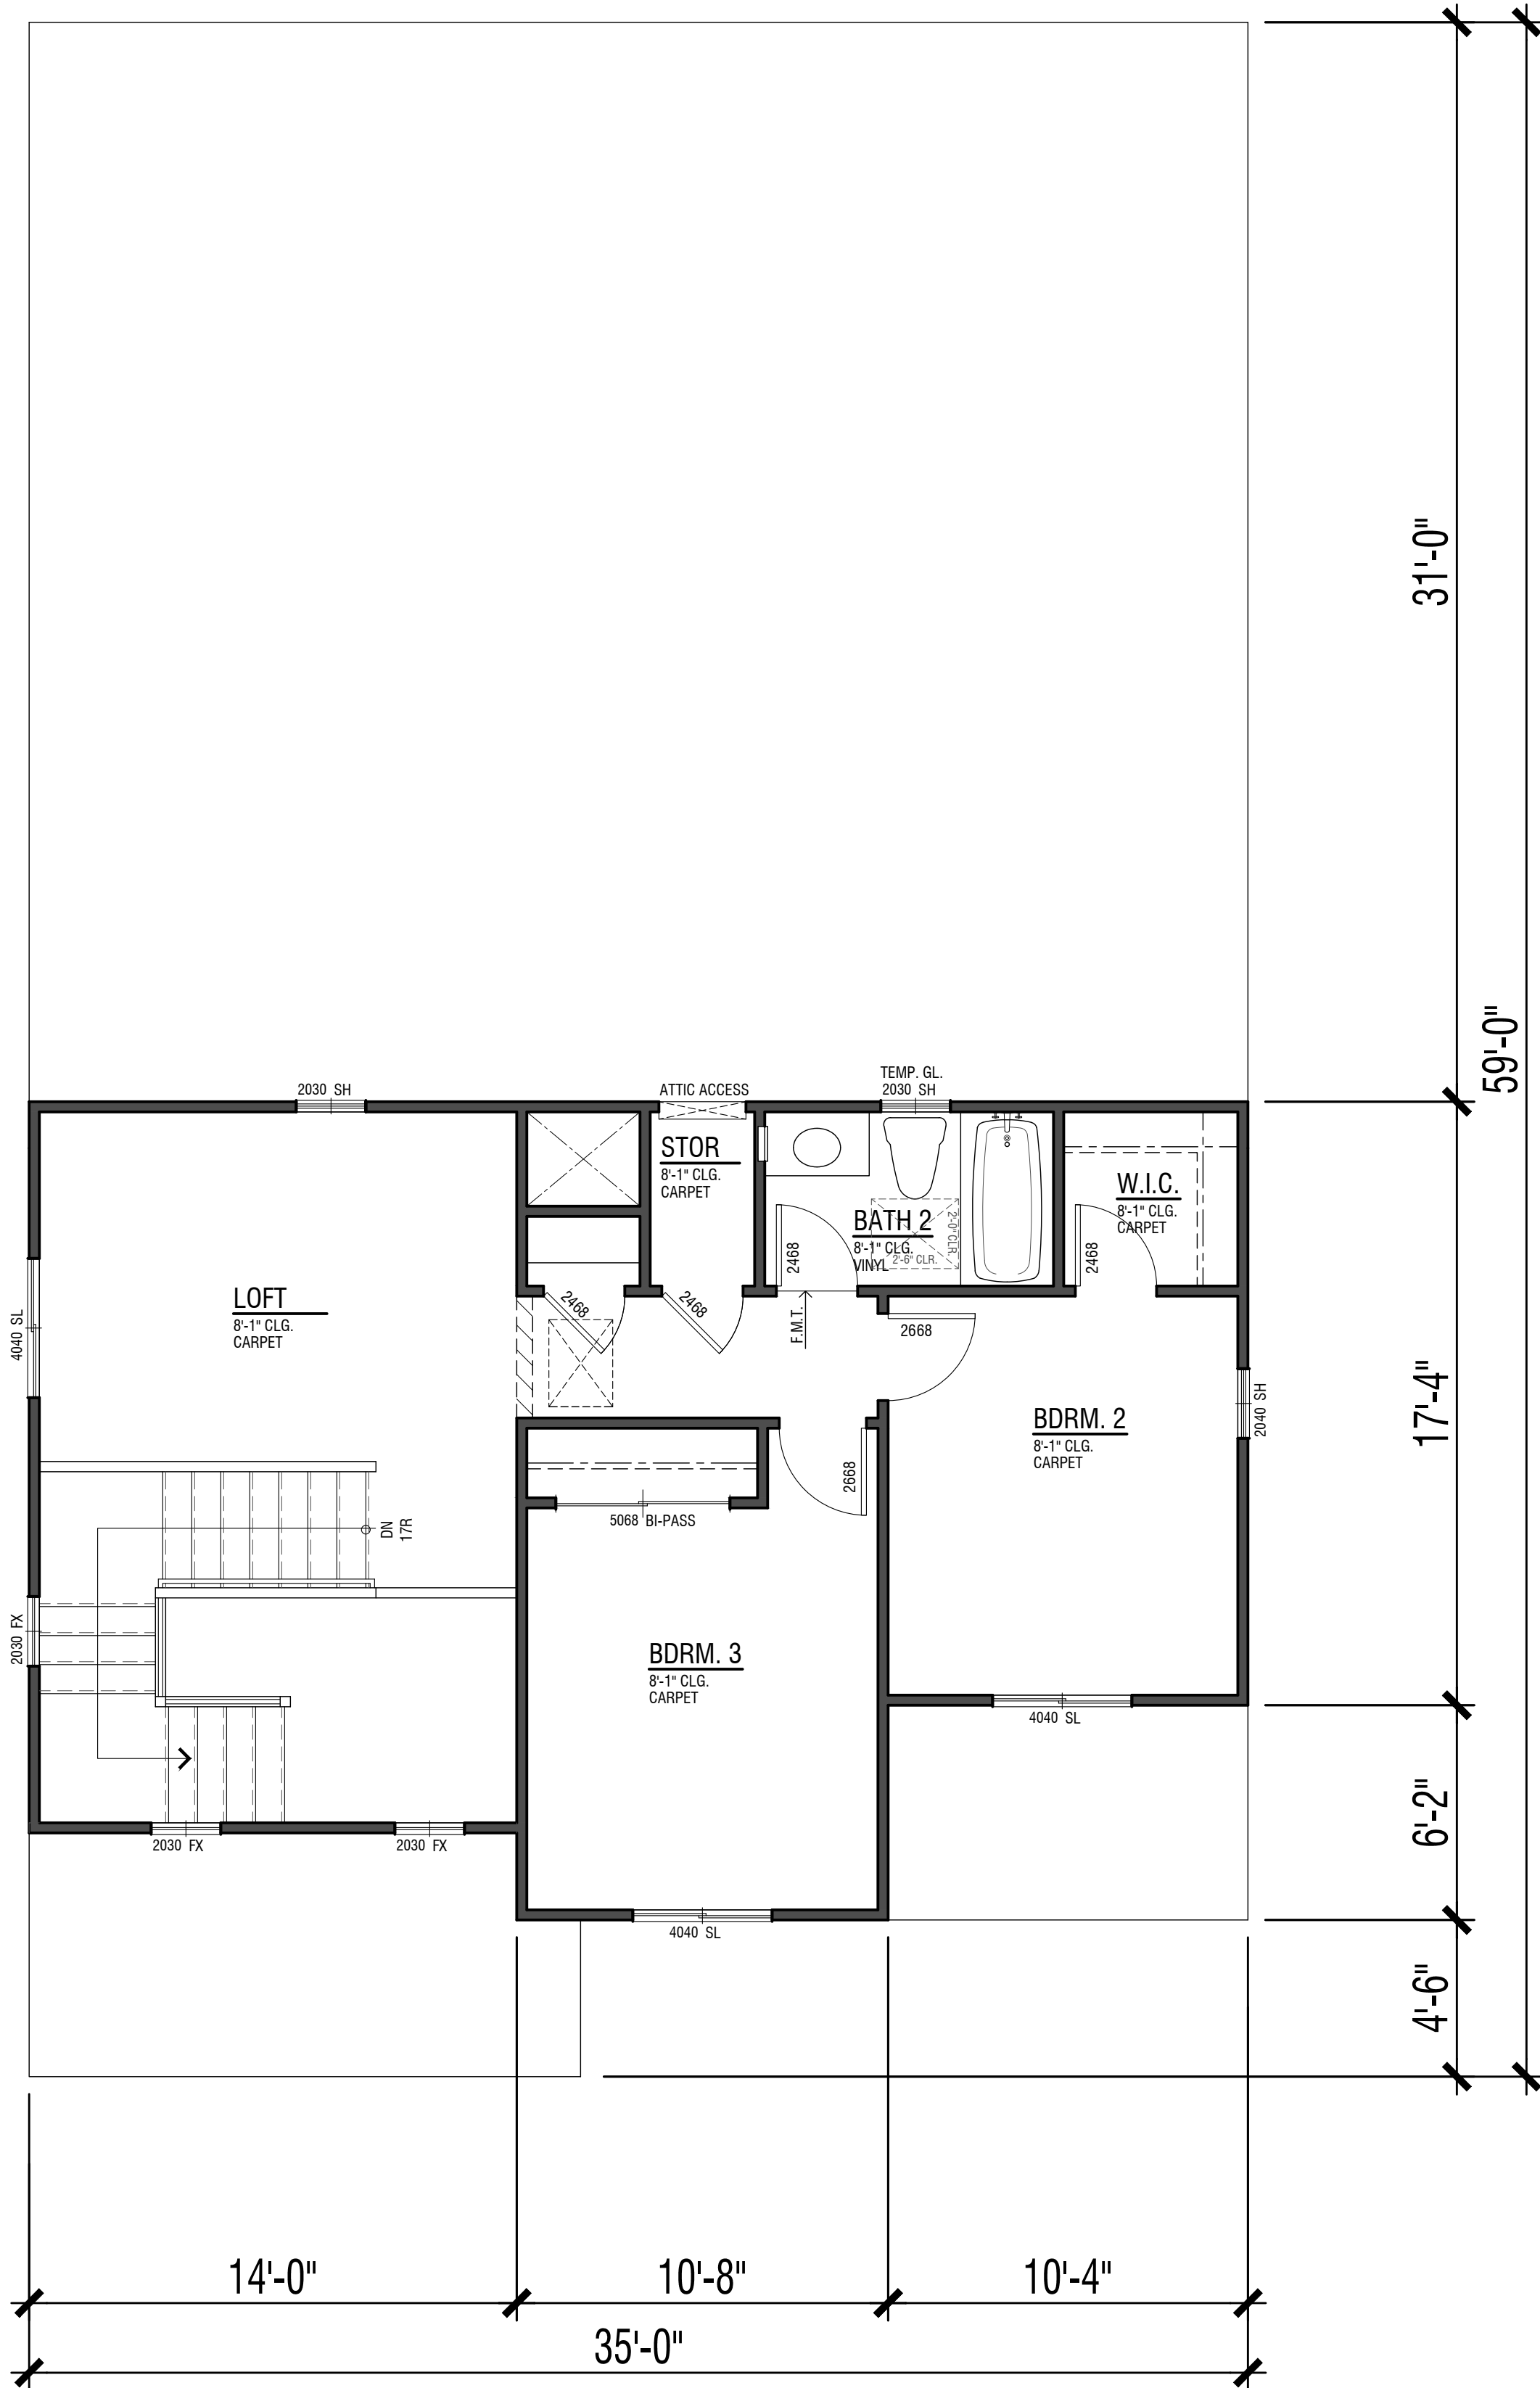 31'-0"
59'-0"
TEMP. GL.
2030 SH
ATTIC ACCESS
2030 SH
STOR
8'-1" CLG.
CARPET
W.I.C.
8'-1" CLG.
CARPET
BATH 2
8'-1" CLG.
VINYL
2'-6" CLR.
2'-0" CLR.
2468
2468
LOFT
8'-1" CLG.
CARPET
4040 SL
2468
2468
F.M.T.
2668
BDRM. 2
8'-1" CLG.
CARPET
2040 SH
17'-4"
2668
5068 BI-PASS
DN
17R
2030 FX
BDRM. 3
8'-1" CLG.
CARPET
4040 SL
6'-2"
2030 FX
2030 FX
4040 SL
4'-6"
14'-0"
10'-8"
10'-4"
35'-0"